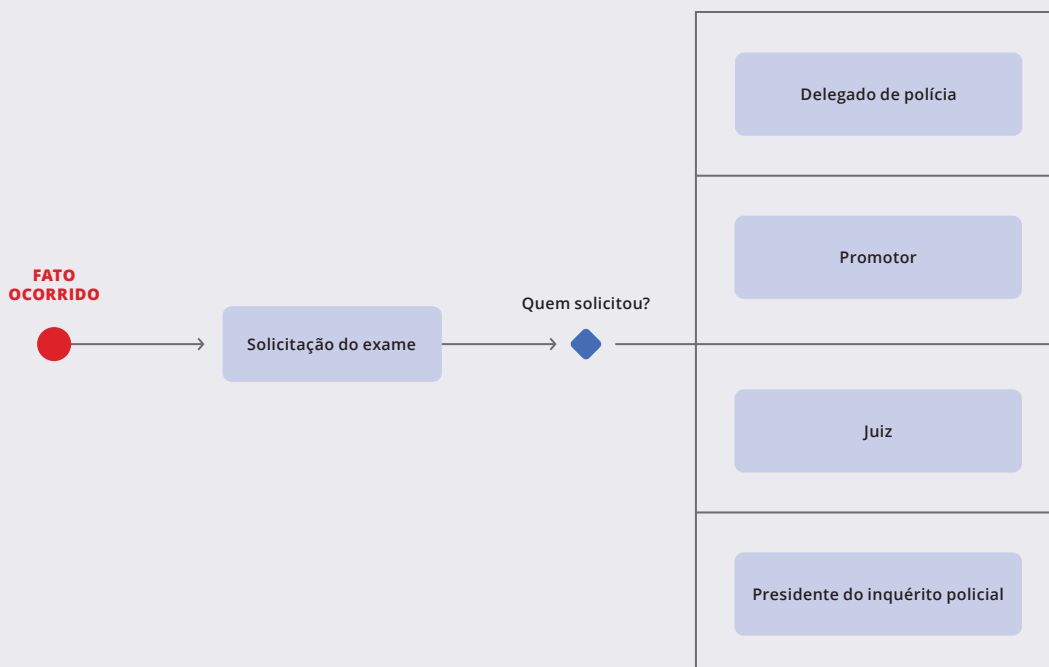 FATO
OCORRIDO
Solicitação do exame
Quem solicitou?
Delegado de polícia
Promotor
Juiz
Presidente do inquérito policial